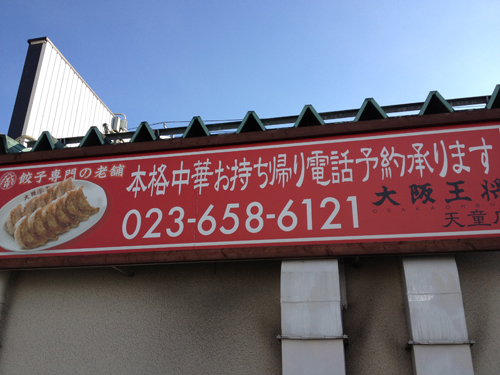 餃子専門の老舗
本格中華お持ち帰り電話予約承ります
023-658-6121
大阪王将
天童